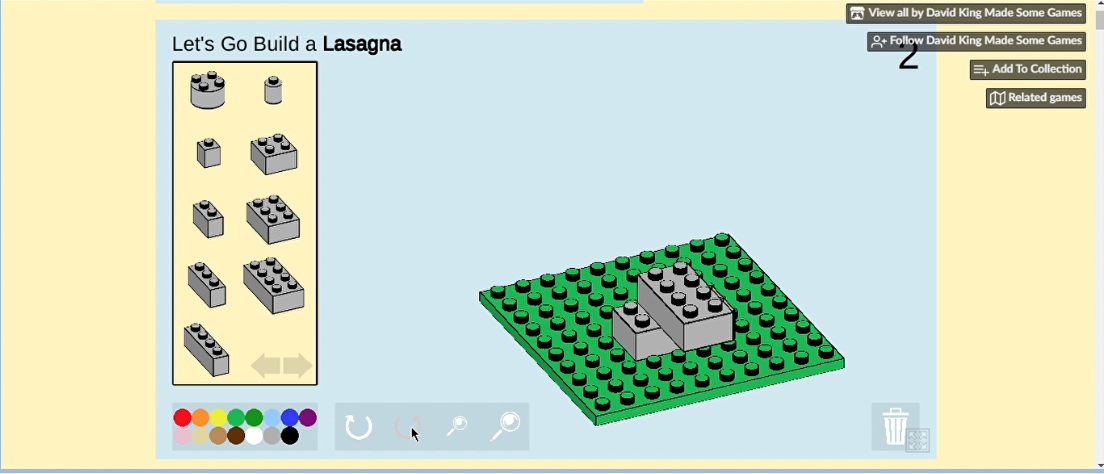 View all by David King Made Some Games
Let's Go Build a Lasagna
Follow David King Made Some Games
2
Add To Collection
Related games